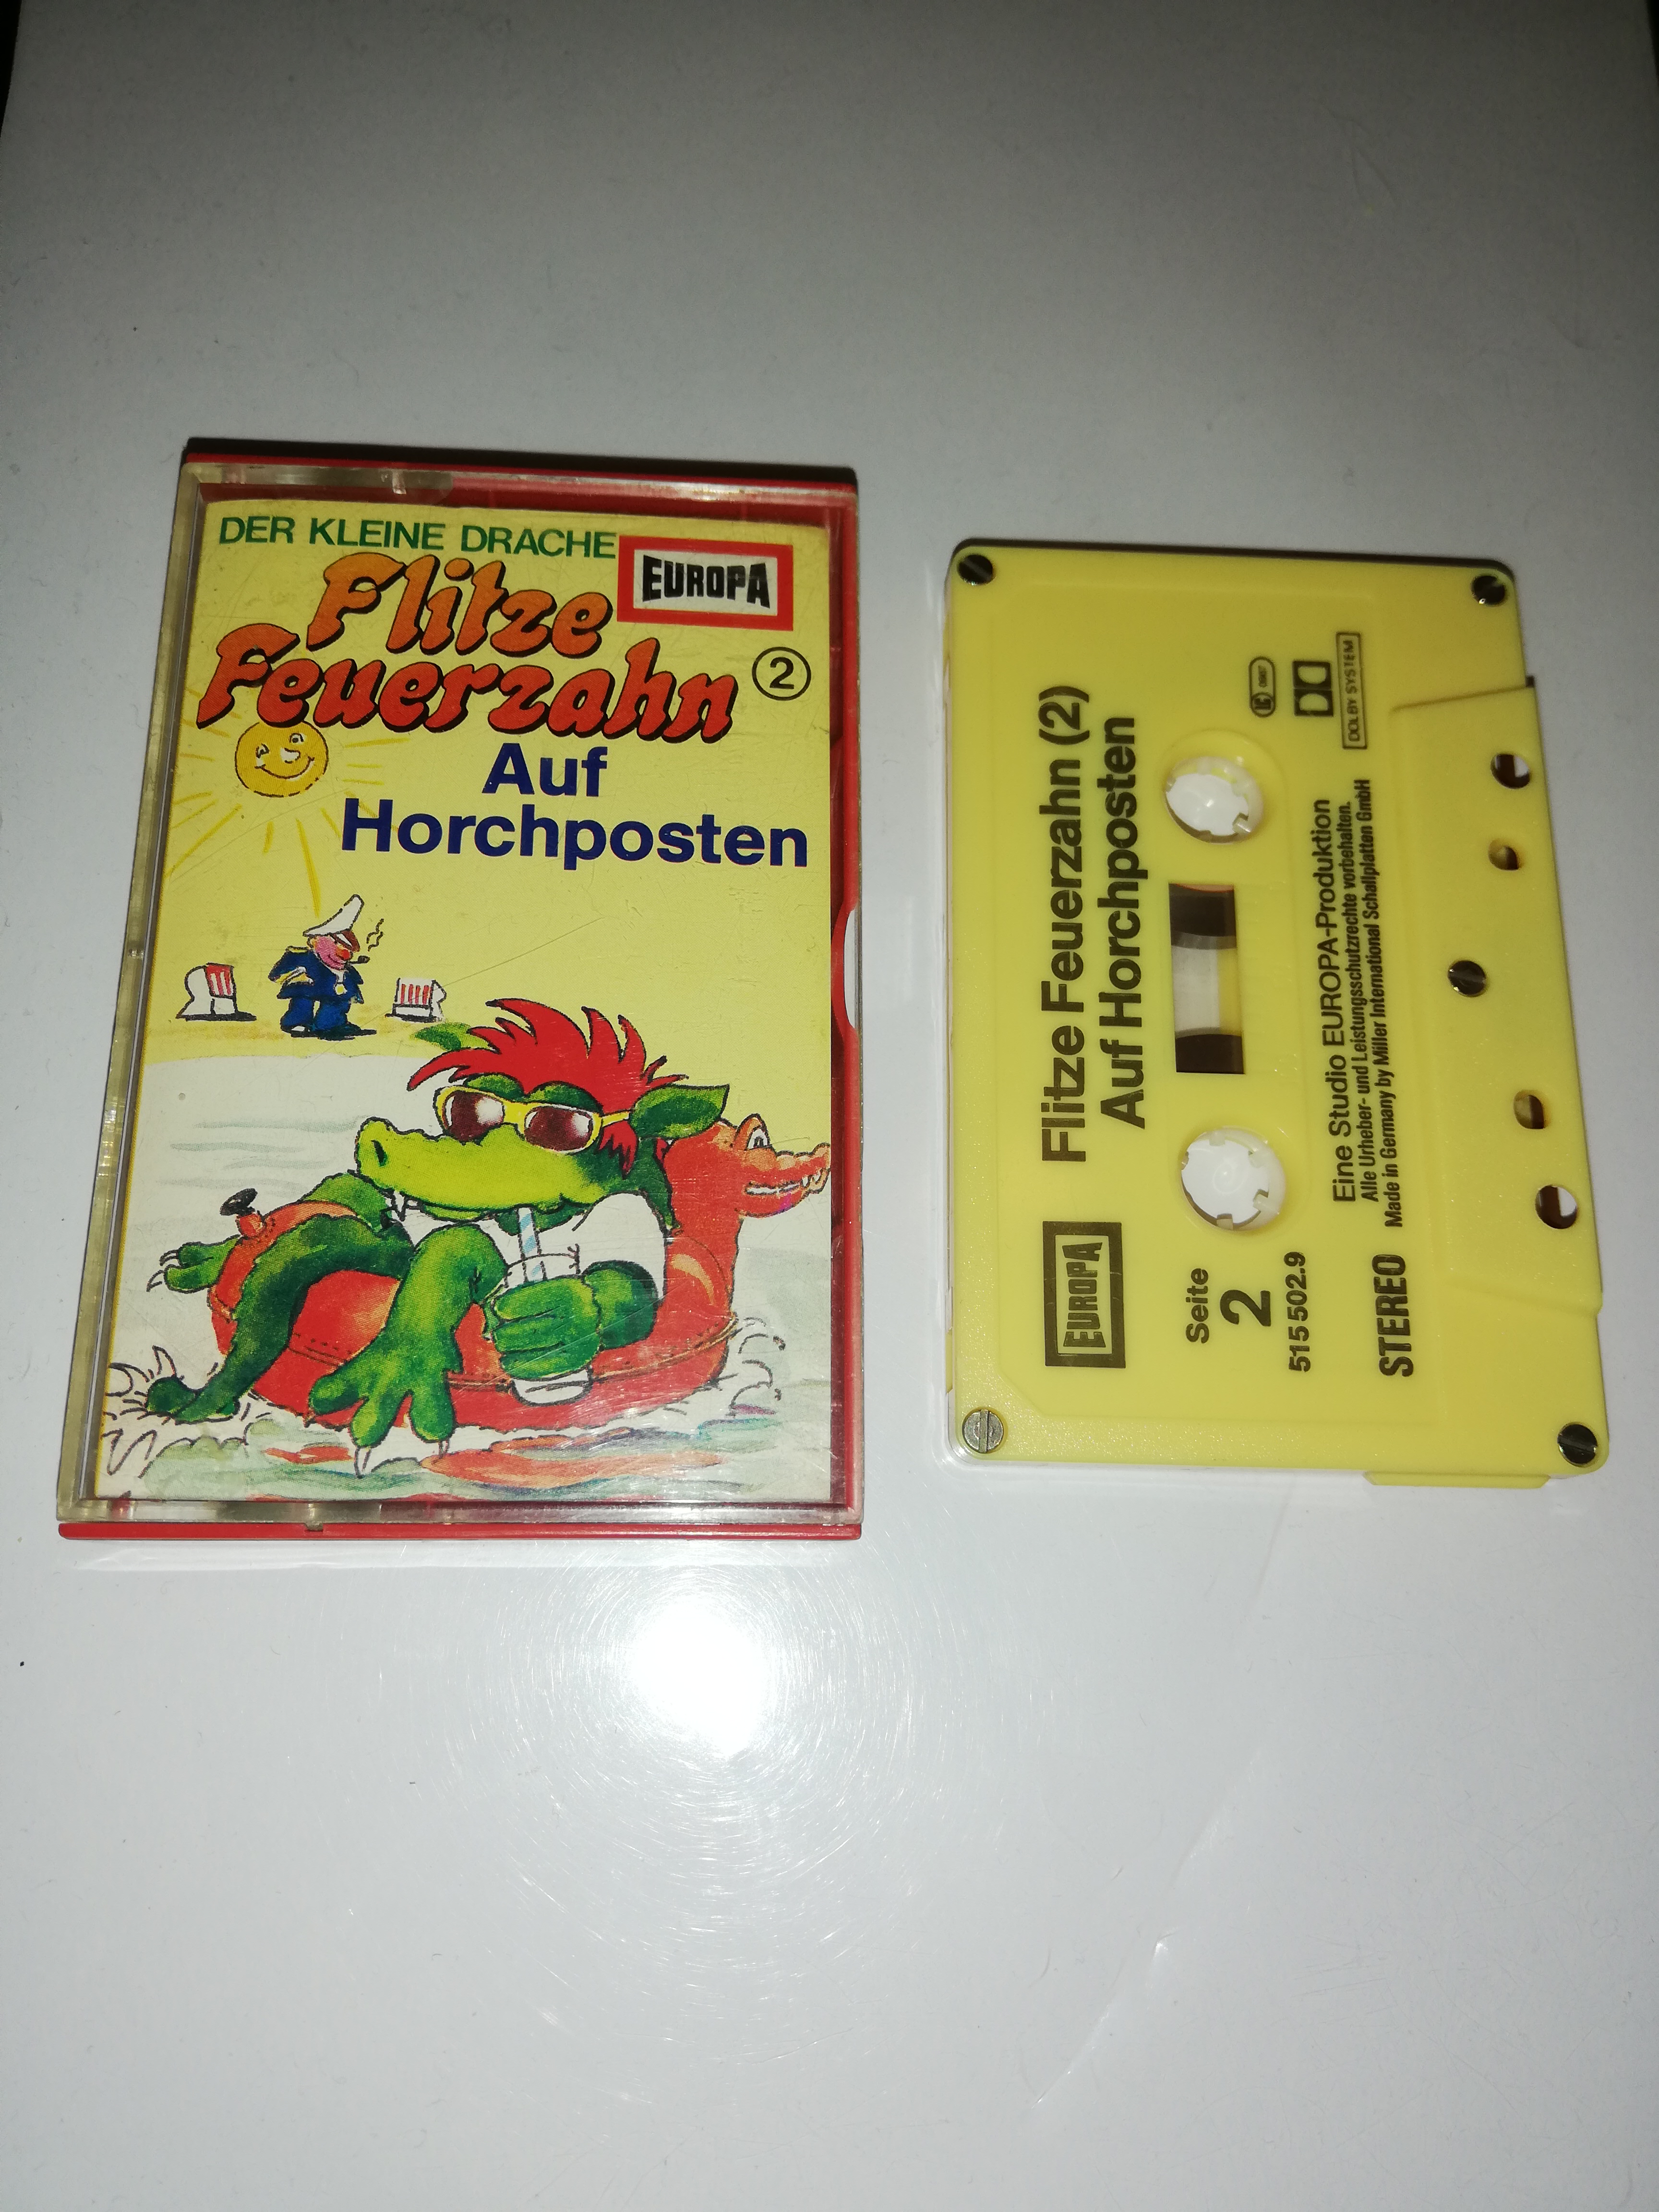 DER KLEINE DRACHE
EUROPA
Flitze
Feuerzahn
2
Auf
Horchposten
Flitze Feuerzahn (2)
Auf Horchposten
EUROPA
Seite
2
515 502.9
LC
DOLBY SYSTEM
Eine Studio EUROPA-Produktion
Alle Urheber- und Leistungsschutzrechte vorbehalten.
STEREO
Made in Germany by Miller International Schallplatten GmbH